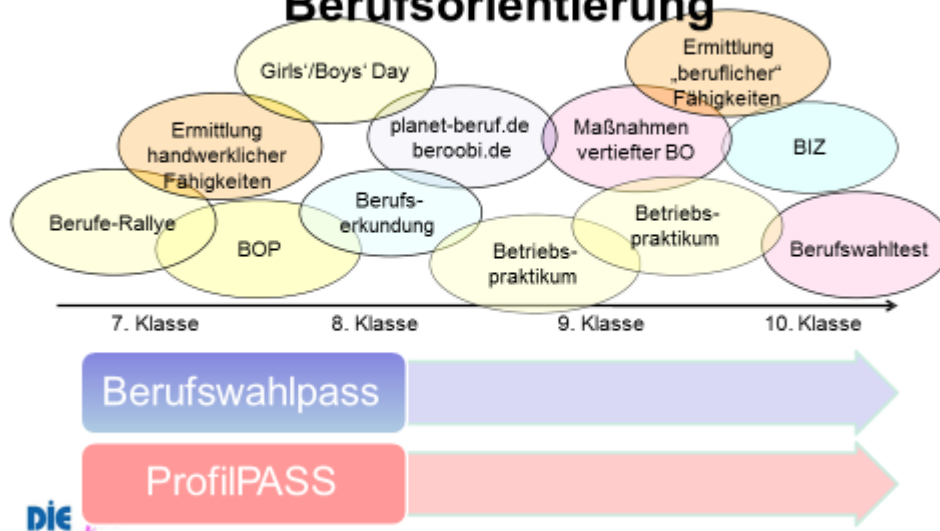 Berufsorientierung
Girls'/Boys' Day
Ermittlung
„beruflicher“
Fähigkeiten
Ermittlung
handwerklicher
Fähigkeiten
planet-beruf.de
beroobi.de
Maßnahmen
vertiefter BO
BIZ
Berufe-Rallye
BOP
Berufs-
erkundung
Betriebs-
praktikum
Betriebs-
praktikum
Berufswahltest
7. Klasse
8. Klasse
9. Klasse
10. Klasse
Berufswahlpass
ProfilPASS
DIE